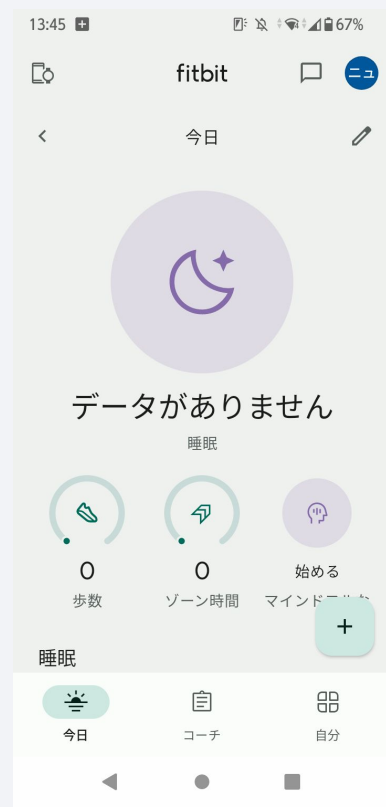 13:45
67%
fitbit
ニュ
今日
データがありません
睡眠
0
0
始める
歩数
ゾーン時間
睡眠
今日
コーチ
自分